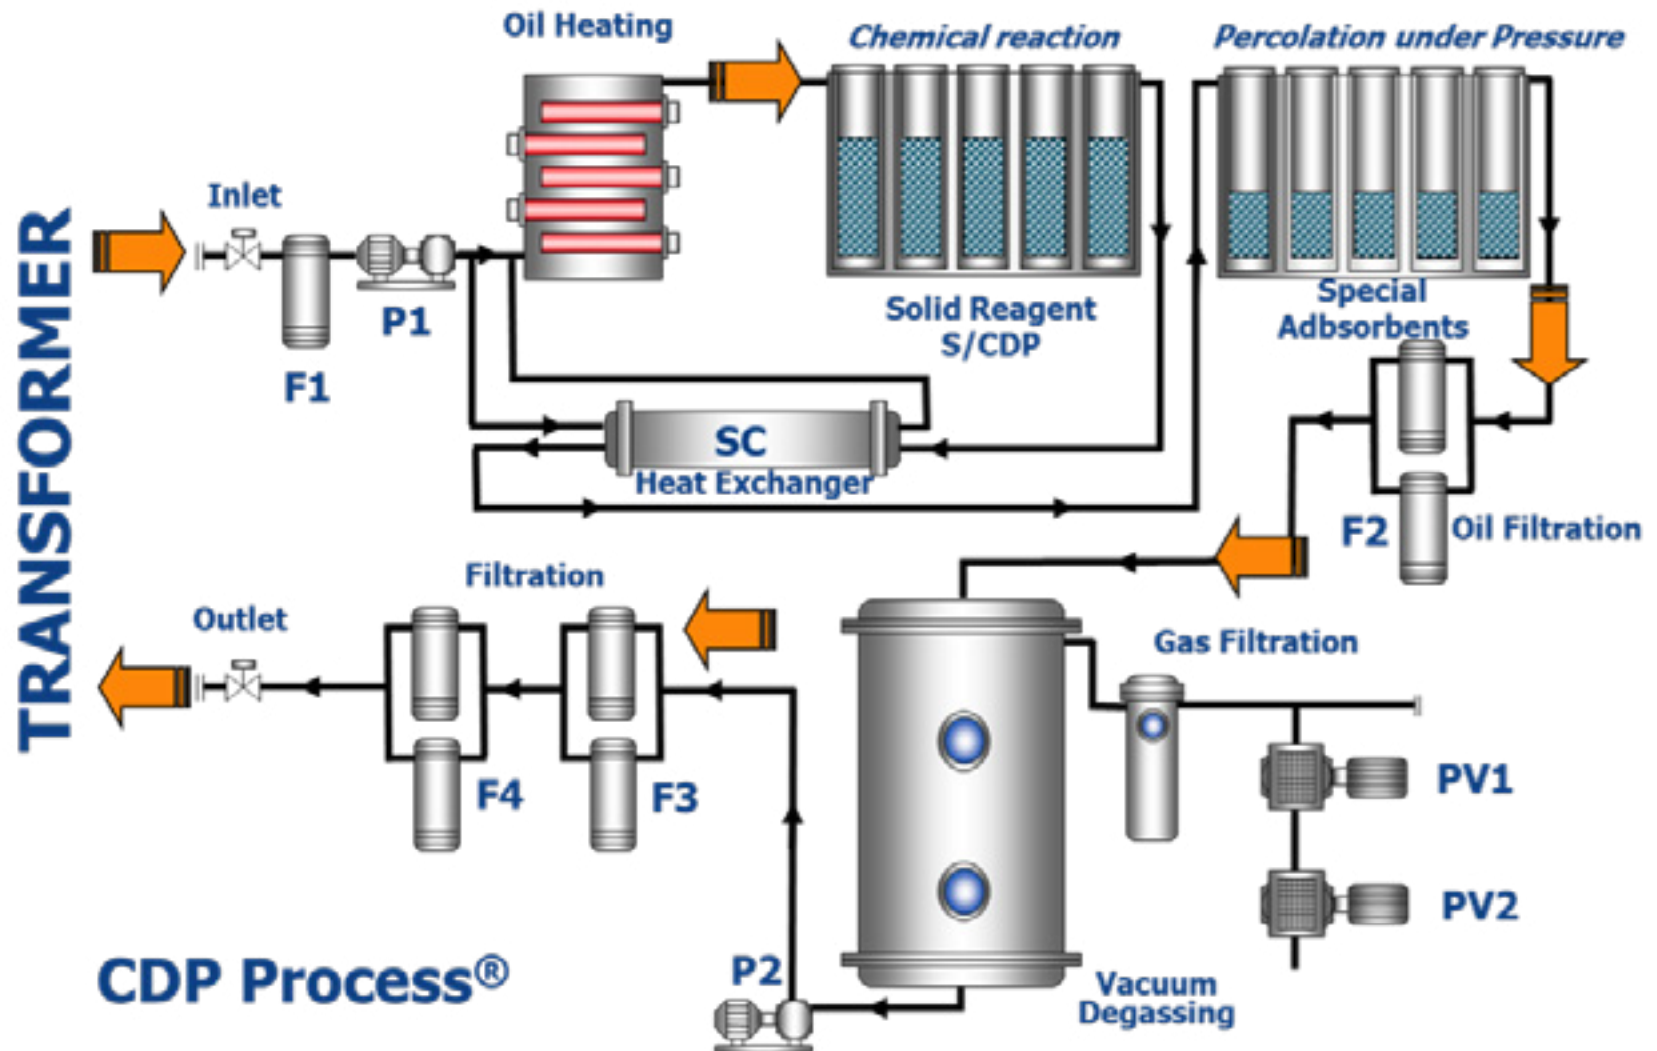 Oil Heating
Chemical reaction
Percolation under Pressure
Inlet
TRANSFORMER
P1
F1
Solid Reagent
S/CDP
Special
Adbsorbents
SC
Heat Exchanger
F2
Oil Filtration
Filtration
Outlet
Gas Filtration
F4
F3
PV1
PV2
P2
CDP Process®
Vacuum
Degassing